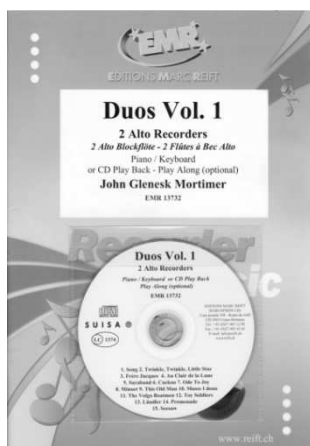 EMR
EDITIONS MARC REIFT
Duos Vol. 1
2 Alto Recorders
2 Alto Blockflöte - 2 Flûtes à Bec Alto
Piano / Keyboard
or CD Play Back - Play Along (optional)
John Glenesk Mortimer
EMR 13732
Recorder
Music
Duos Vol. 1
2 Alto Recorders
Piano / Keyboard or CD Play Back
Play Along (optional)
EMR 13732
SUISA ®
1. Song 2. Twinkle, Twinkle, Little Star
3. Frère Jacques 4. Au Clair de la Lune
5. Saraband 6. Cuckoo 7. Ode To Joy
8. Minuet 9. This Old Man 10. Mussa Lüssa
11. The Volga Boatmen 12. Toy Soldiers
13. Ländler 14. Promenade
15. Seesaw
www.reift.ch